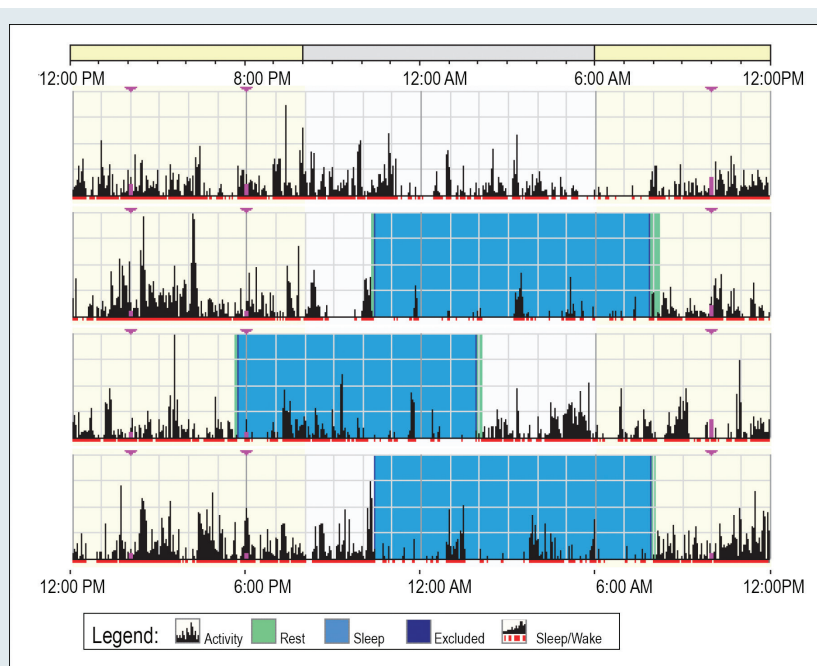 12:00 PM 8:00 PM 12:00 AM 6:00 AM 12:00PM
12:00 PM 6:00 PM 12:00 AM 6:00 AM 12:00PM
Legend: Activity Rest Sleep Excluded Sleep/Wake